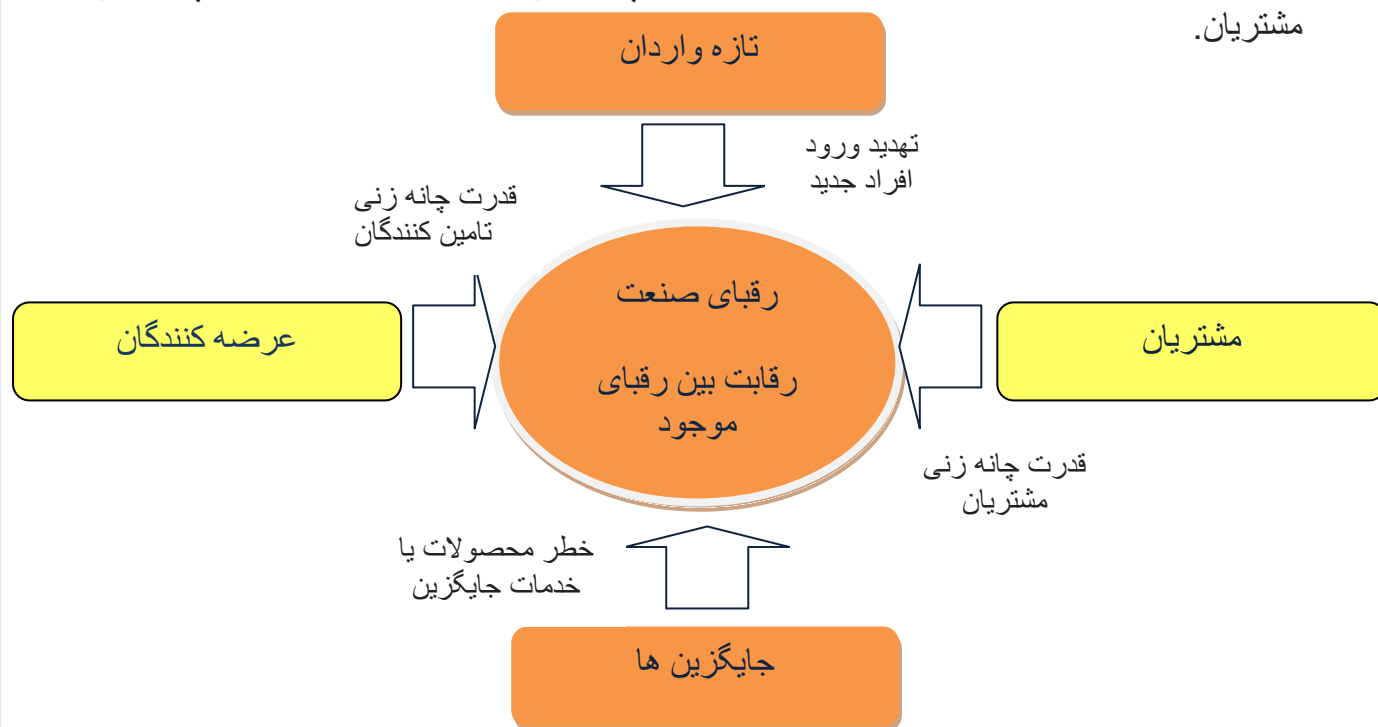 مشتریان.
تازه واردان
تهدید ورود
افراد جدید
قدرت چانه زنی
تامین کنندگان
رقبای صنعت
رقابت بین رقبای
موجود
عرضه کنندگان
مشتریان
قدرت چانه زنی
مشتریان
خطر محصولات یا
خدمات جایگزین
جایگزین ها